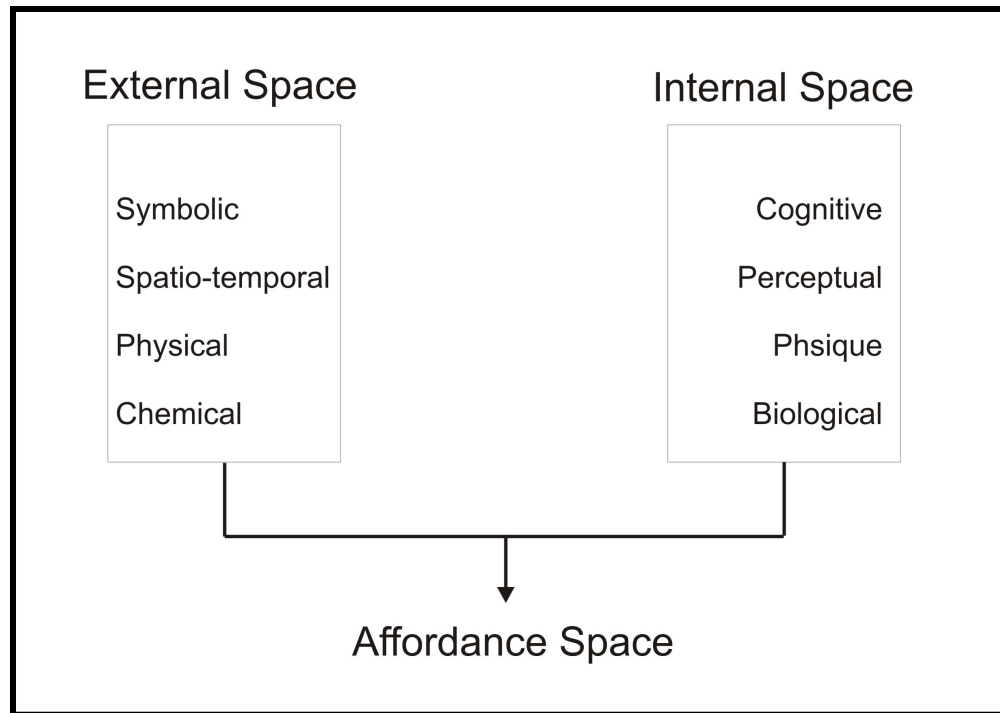 External Space
Symbolic
Spatio-temporal
Physical
Chemical
Internal Space
Cognitive
Perceptual
Phsique
Biological
Affordance Space